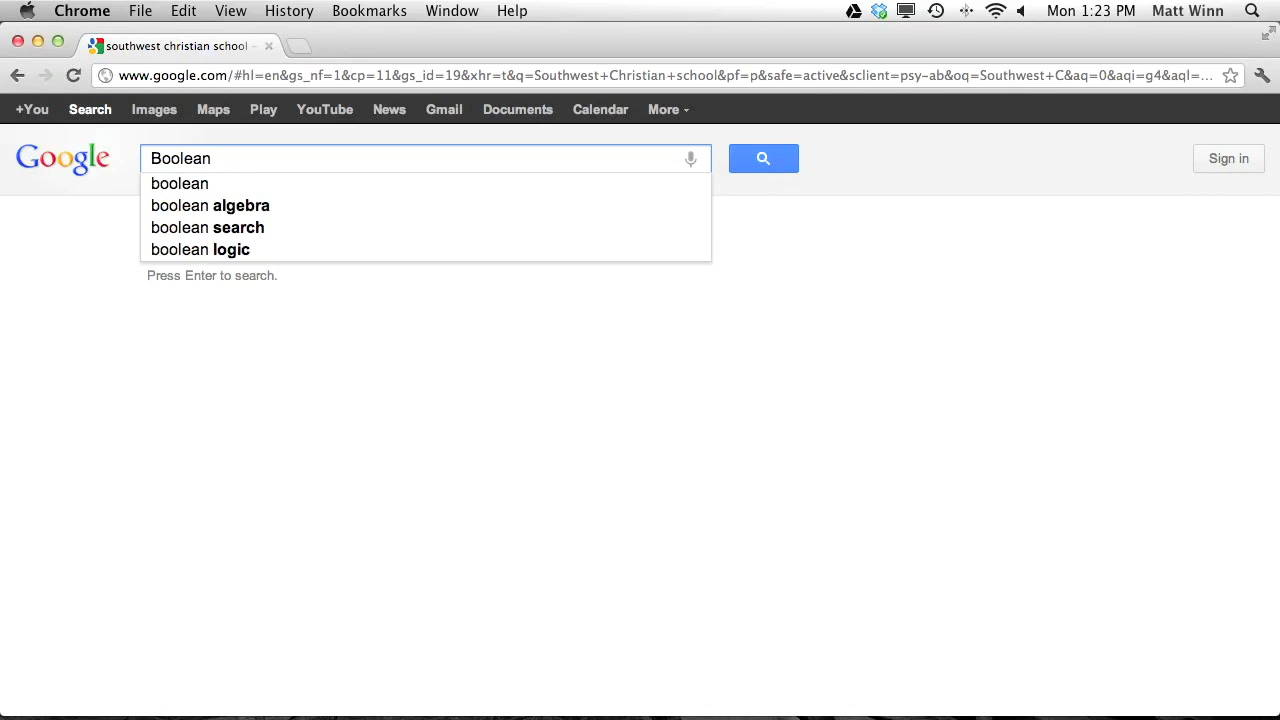 Chrome File Edit View History Bookmarks Window Help Mon 1:23 PM Matt Winn
southwest christian school -
www.google.com/#hl=en&gs_nf=1&cp=11&gs_id=19&xhr=t&q=Southwest+Christian+school&pf=p&safe=active&sclient=psy-ab&oq=Southwest+C&aq=0&aqi=g4&aql=...
+You Search Images Maps Play YouTube News Gmail Documents Calendar More
Google Boolean Sign in
boolean
boolean algebra
boolean search
boolean logic
Press Enter to search.